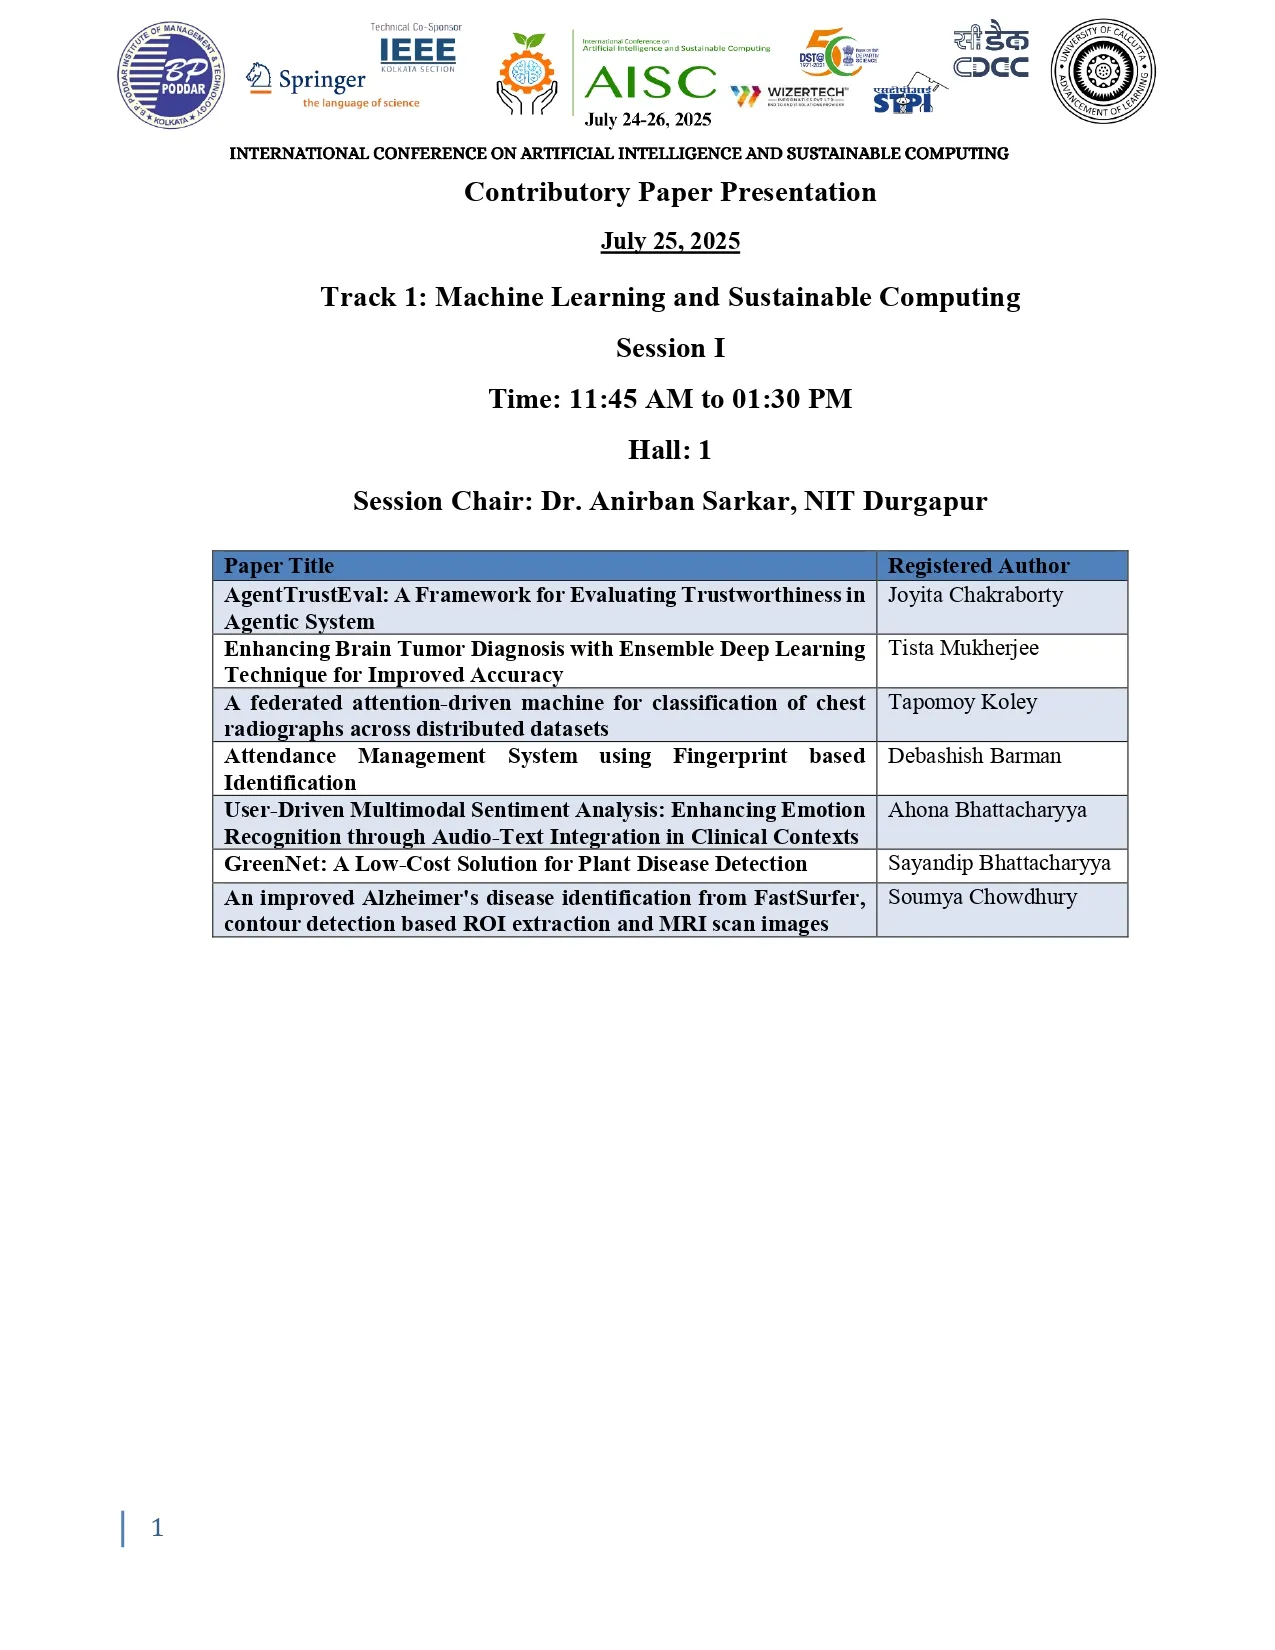 B.P. PODDAR INSTITUTE OF MANAGEMENT & TECHNOLOGY
KOLKATA
BP
PODDAR
Springer
the language of science
Technical Co-Sponsor
IEEE
KOLKATA SECTION
International Conference on
Artificial Intelligence and Sustainable Computing
AISC
July 24-26, 2025
DST@
1971-2021
WIZERTECH
INFORMATICS PVT. LTD.
एसटीपीआई
STPI
सी डैक
CDCC
UNIVERSITY OF CALCUTTA
ADVANCEMENT OF LEARNING
INTERNATIONAL CONFERENCE ON ARTIFICIAL INTELLIGENCE AND SUSTAINABLE COMPUTING
Contributory Paper Presentation
July 25, 2025
Track 1: Machine Learning and Sustainable Computing
Session I
Time: 11:45 AM to 01:30 PM
Hall: 1
Session Chair: Dr. Anirban Sarkar, NIT Durgapur
Paper Title Registered Author
AgentTrustEval: A Framework for Evaluating Trustworthiness in Joyita Chakraborty
Agentic System
Enhancing Brain Tumor Diagnosis with Ensemble Deep Learning Tista Mukherjee
Technique for Improved Accuracy
A federated attention-driven machine for classification of chest Tapomoy Koley
radiographs across distributed datasets
Attendance Management System using Fingerprint based Debashish Barman
Identification
User-Driven Multimodal Sentiment Analysis: Enhancing Emotion Ahona Bhattacharyya
Recognition through Audio-Text Integration in Clinical Contexts
GreenNet: A Low-Cost Solution for Plant Disease Detection Sayandip Bhattacharyya
An improved Alzheimer's disease identification from FastSurfer, Soumya Chowdhury
contour detection based ROI extraction and MRI scan images
1